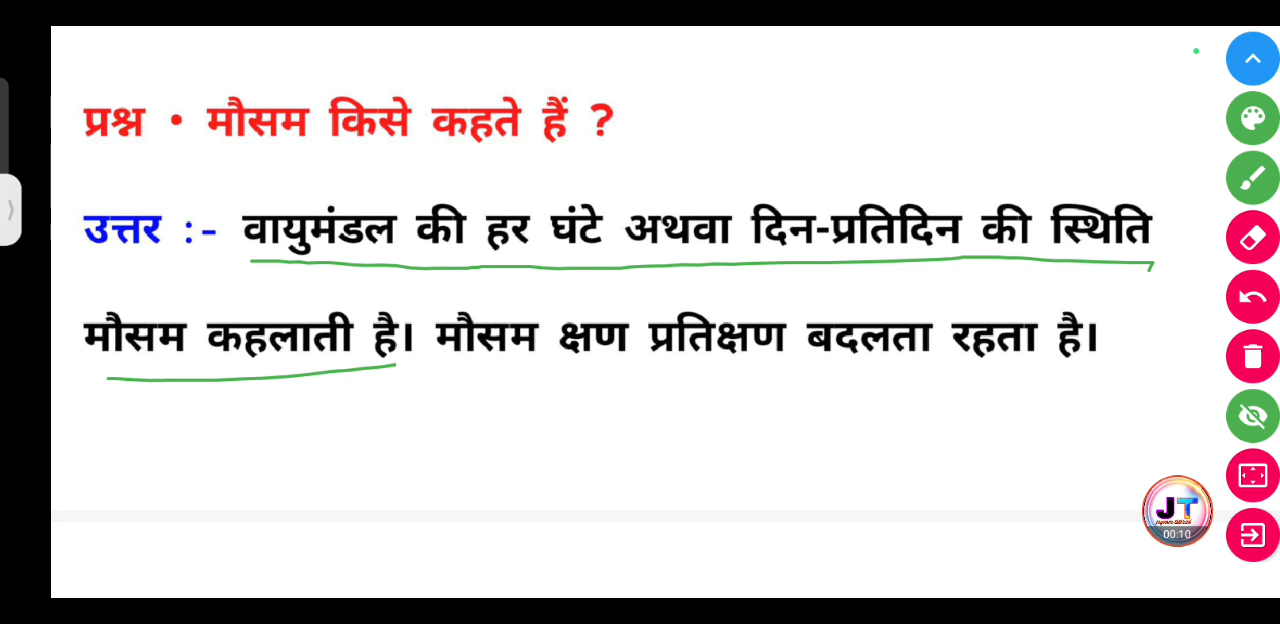 प्रश्न • मौसम किसे कहते हैं ?
उत्तर :- वायुमंडल की हर घंटे अथवा दिन-प्रतिदिन की स्थिति
मौसम कहलाती है। मौसम क्षण प्रतिक्षण बदलता रहता है।
JT
00:10